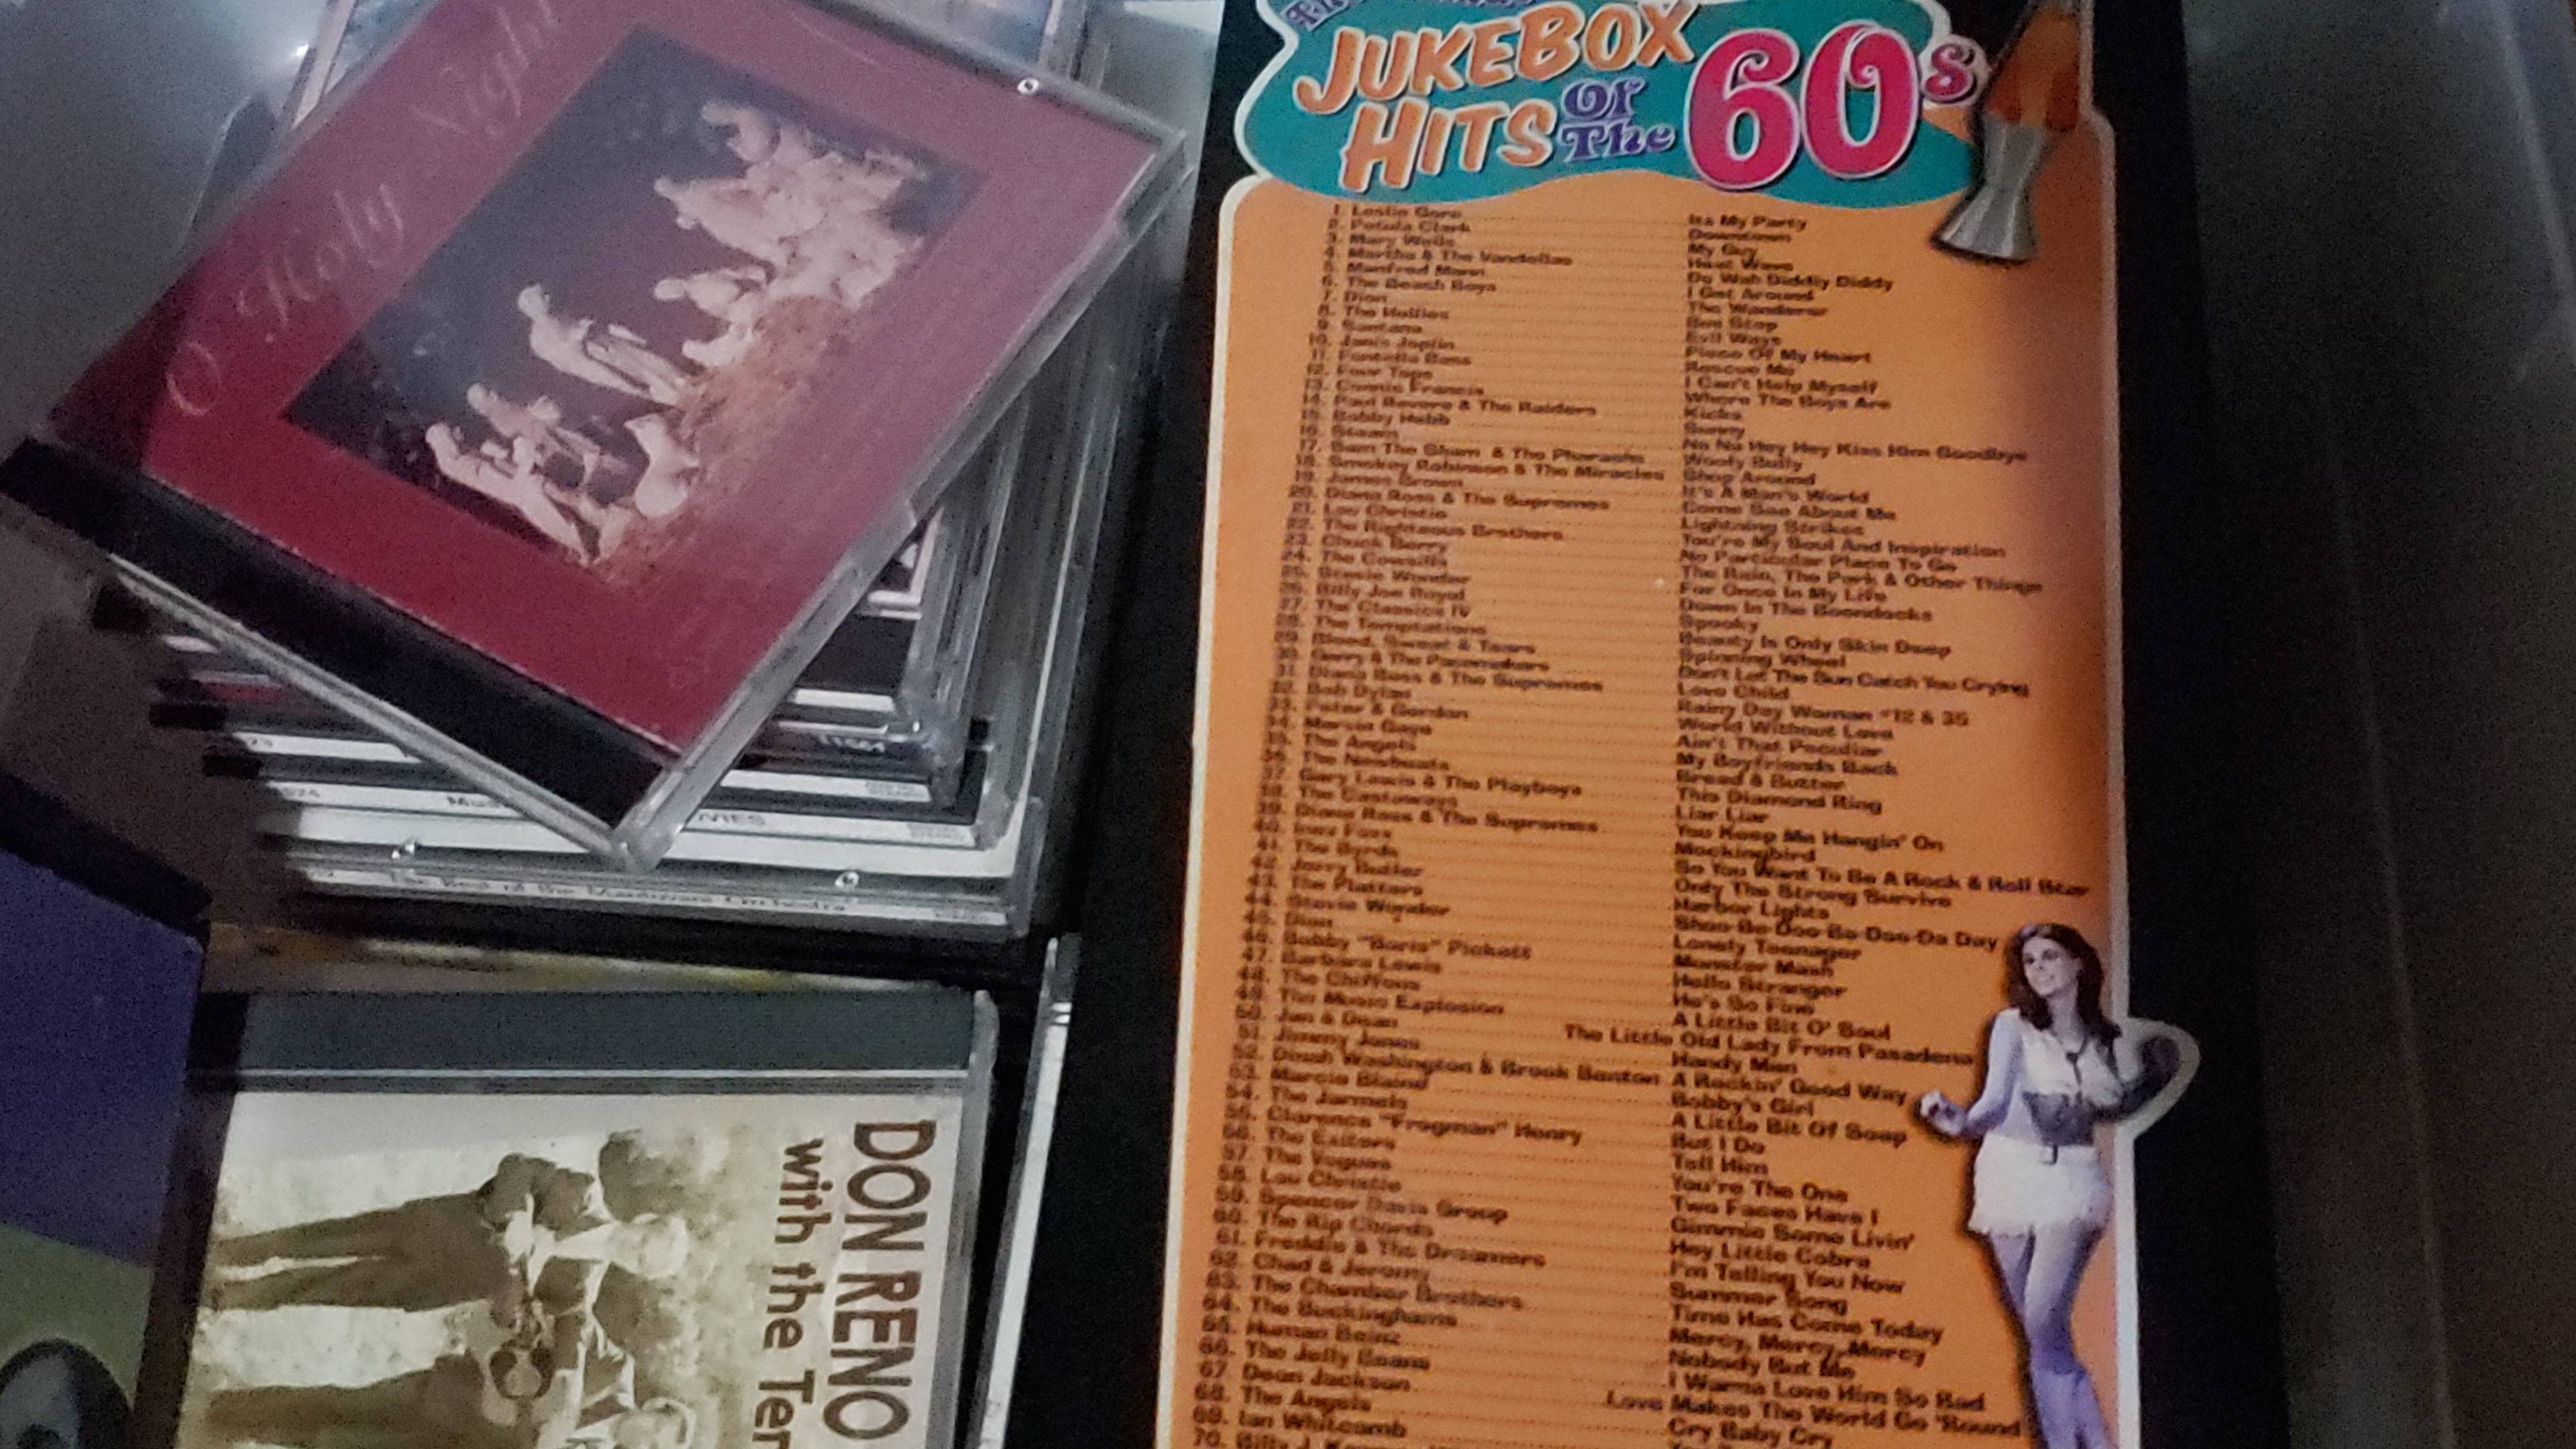 O Holy Night
JUKEBOX
HITS Of The 60s
1. Leslie Gore Its My Party
2. Petula Clark Downtown
3. Mary Wells My Guy
4. Martha & The Vandellas Heat Wave
5. Manfred Mann Do Wah Diddiy Diddy
6. The Beach Boys I Get Around
7. Dion The Wanderer
8. The Hollies Bus Stop
9. Santana Evil Ways
10. Janis Joplin Piece Of My Heart
11. Fontella Bass Rescue Me
12. Four Tops I Can't Help Myself
13. Connie Francis Where The Boys Are
14. Paul Revere & The Raiders Kicks
15. Bobby Hebb Sunny
16. Steam Na Na Hey Hey Kiss Him Goodbye
17. Sam The Sham & The Pharaohs Wooly Bully
18. Smokey Robinson & The Miracles Shop Around
19. James Brown It's A Man's World
20. Diana Ross & The Supremes Come See About Me
21. Lou Christie Lightning Strikes
22. The Righteous Brothers You're My Soul And Inspiration
23. Chuck Berry No Particular Place To Go
24. The Cowsills The Rain, The Park & Other Things
25. Stevie Wonder For Once In My Life
26. Billy Joe Royal Down In The Boondocks
27. The Classics IV Spooky
28. The Temptations Beauty Is Only Skin Deep
29. Blood, Sweat & Tears Spinning Wheel
30. Gerry & The Pacemakers Don't Let The Sun Catch You Crying
31. Diana Ross & The Supremes Love Child
32. Bob Dylan Rainy Day Woman #12 & 35
33. Peter & Gordon World Without Love
34. Marvin Gaye Ain't That Peculiar
35. The Angels My Boyfriends Back
36. The Newbeats Bread & Butter
37. Gary Lewis & The Playboys This Diamond Ring
38. The Castaways Liar Liar
39. Diana Ross & The Supremes You Keep Me Hangin' On
40. Inez Foxx Mockingbird
41. The Byrds So You Want To Be A Rock & Roll Star
42. Jerry Butler Only The Strong Survive
43. The Platters Harbor Lights
44. Stevie Wonder Shoo-Be-Doo-Be-Doo-Da Day
45. Dion Lonely Teenager
46. Bobby "Boris" Pickett Monster Mash
47. Barbara Lewis Hello Stranger
48. The Chiffons He's So Fine
49. The Music Explosion A Little Bit O' Soul
50. Jan & Dean The Little Old Lady From Pasadena
51. Jimmy Jones Handy Man
52. Dinah Washington & Brook Benton A Rockin' Good Way
53. Marcie Blaine Bobby's Girl
54. The Jarmels A Little Bit Of Soap
55. Clarence "Frogman" Henry But I Do
56. The Exiters Tell Him
57. The Vogues You're The One
58. Lou Christie Two Faces Have I
59. Spencer Davis Group Gimmie Some Livin'
60. The Rip Chords Hey Little Cobra
61. Freddie & The Dreamers I'm Telling You Now
62. Chad & Jeremy Summer Song
63. The Chamber Brothers Time Has Come Today
64. The Buckinghams Mercy, Mercy, Mercy
65. Human Beinz Nobody But Me
66. The Jelly Beans I Wanna Love Him So Bad
67. Deon Jackson Love Makes The World Go 'Round
68. The Angels Cry Baby Cry
69. Ian Whitcomb
70. Billy J.
The Best of the Mantovani Orchestra
DON RENO
with the